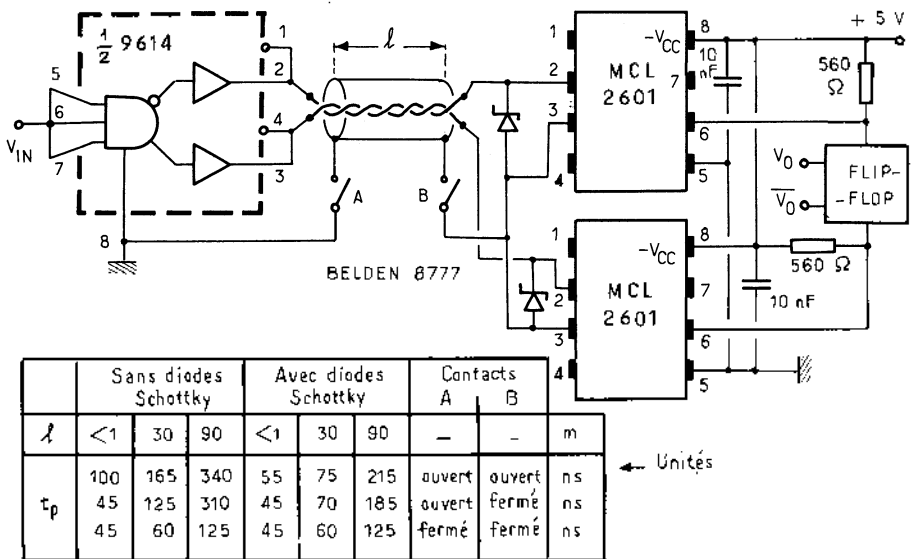 ½ 9614
1
2
4
3
5
6
7
8
V_IN
l
A
B
BELDEN 8777
1
2
3
4
MCL
2601
-V_CC
8
7
6
5
10
nF
+ 5 V
560
Ω
V_O
V̅_O̅
FLIP-
-FLOP
1
2
3
4
MCL
2601
-V_CC
8
7
6
5
560 Ω
10 nF
Sans diodes Schottky | Avec diodes Schottky | Contacts
A | B
l | <1 | 30 | 90 | <1 | 30 | 90 | – | – | m
t_p | 100 | 165 | 340 | 55 | 75 | 215 | ouvert | ouvert | ns
45 | 125 | 310 | 45 | 70 | 185 | ouvert | fermé | ns
45 | 60 | 125 | 45 | 60 | 125 | fermé | fermé | ns
← Unités